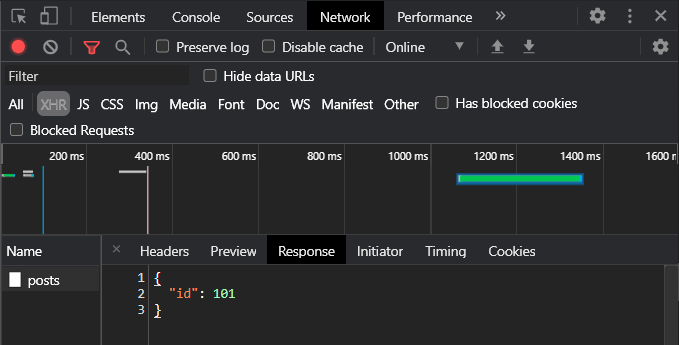 Elements Console Sources Network Performance »
Preserve log Disable cache Online
Filter Hide data URLs
All XHR JS CSS Img Media Font Doc WS Manifest Other Has blocked cookies
Blocked Requests
200 ms 400 ms 600 ms 800 ms 1000 ms 1200 ms 1400 ms 1600 m
Name × Headers Preview Response Initiator Timing Cookies
posts
1 {
2 "id": 101
3 }